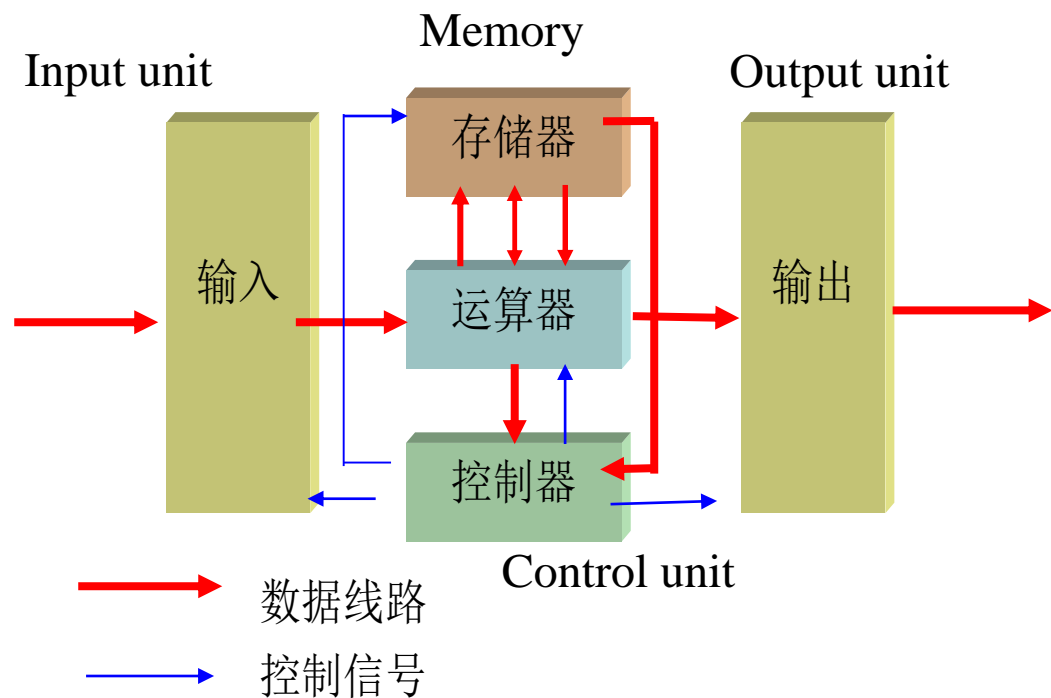 Memory
Input unit
Output unit
存储器
输入
运算器
输出
控制器
Control unit
数据线路
控制信号